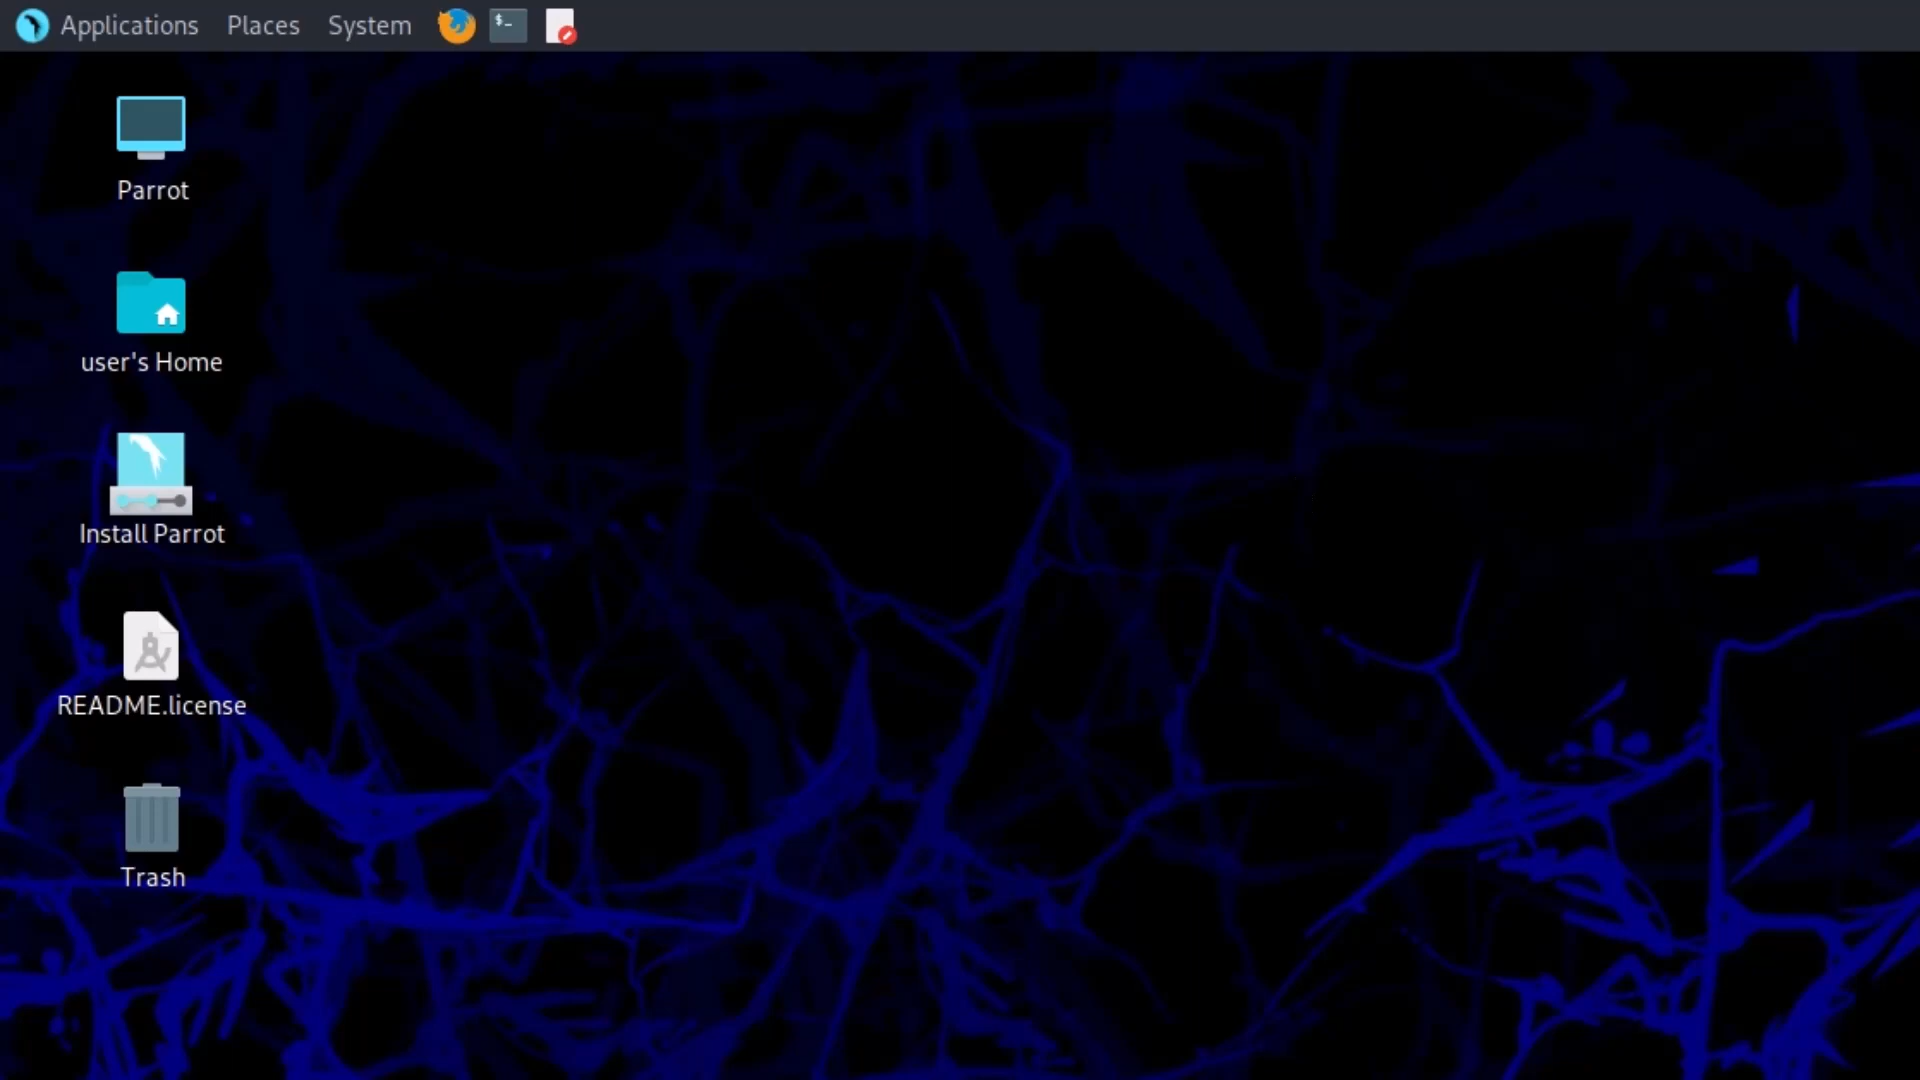 Applications Places System $_
Parrot
user's Home
Install Parrot
README.license
Trash